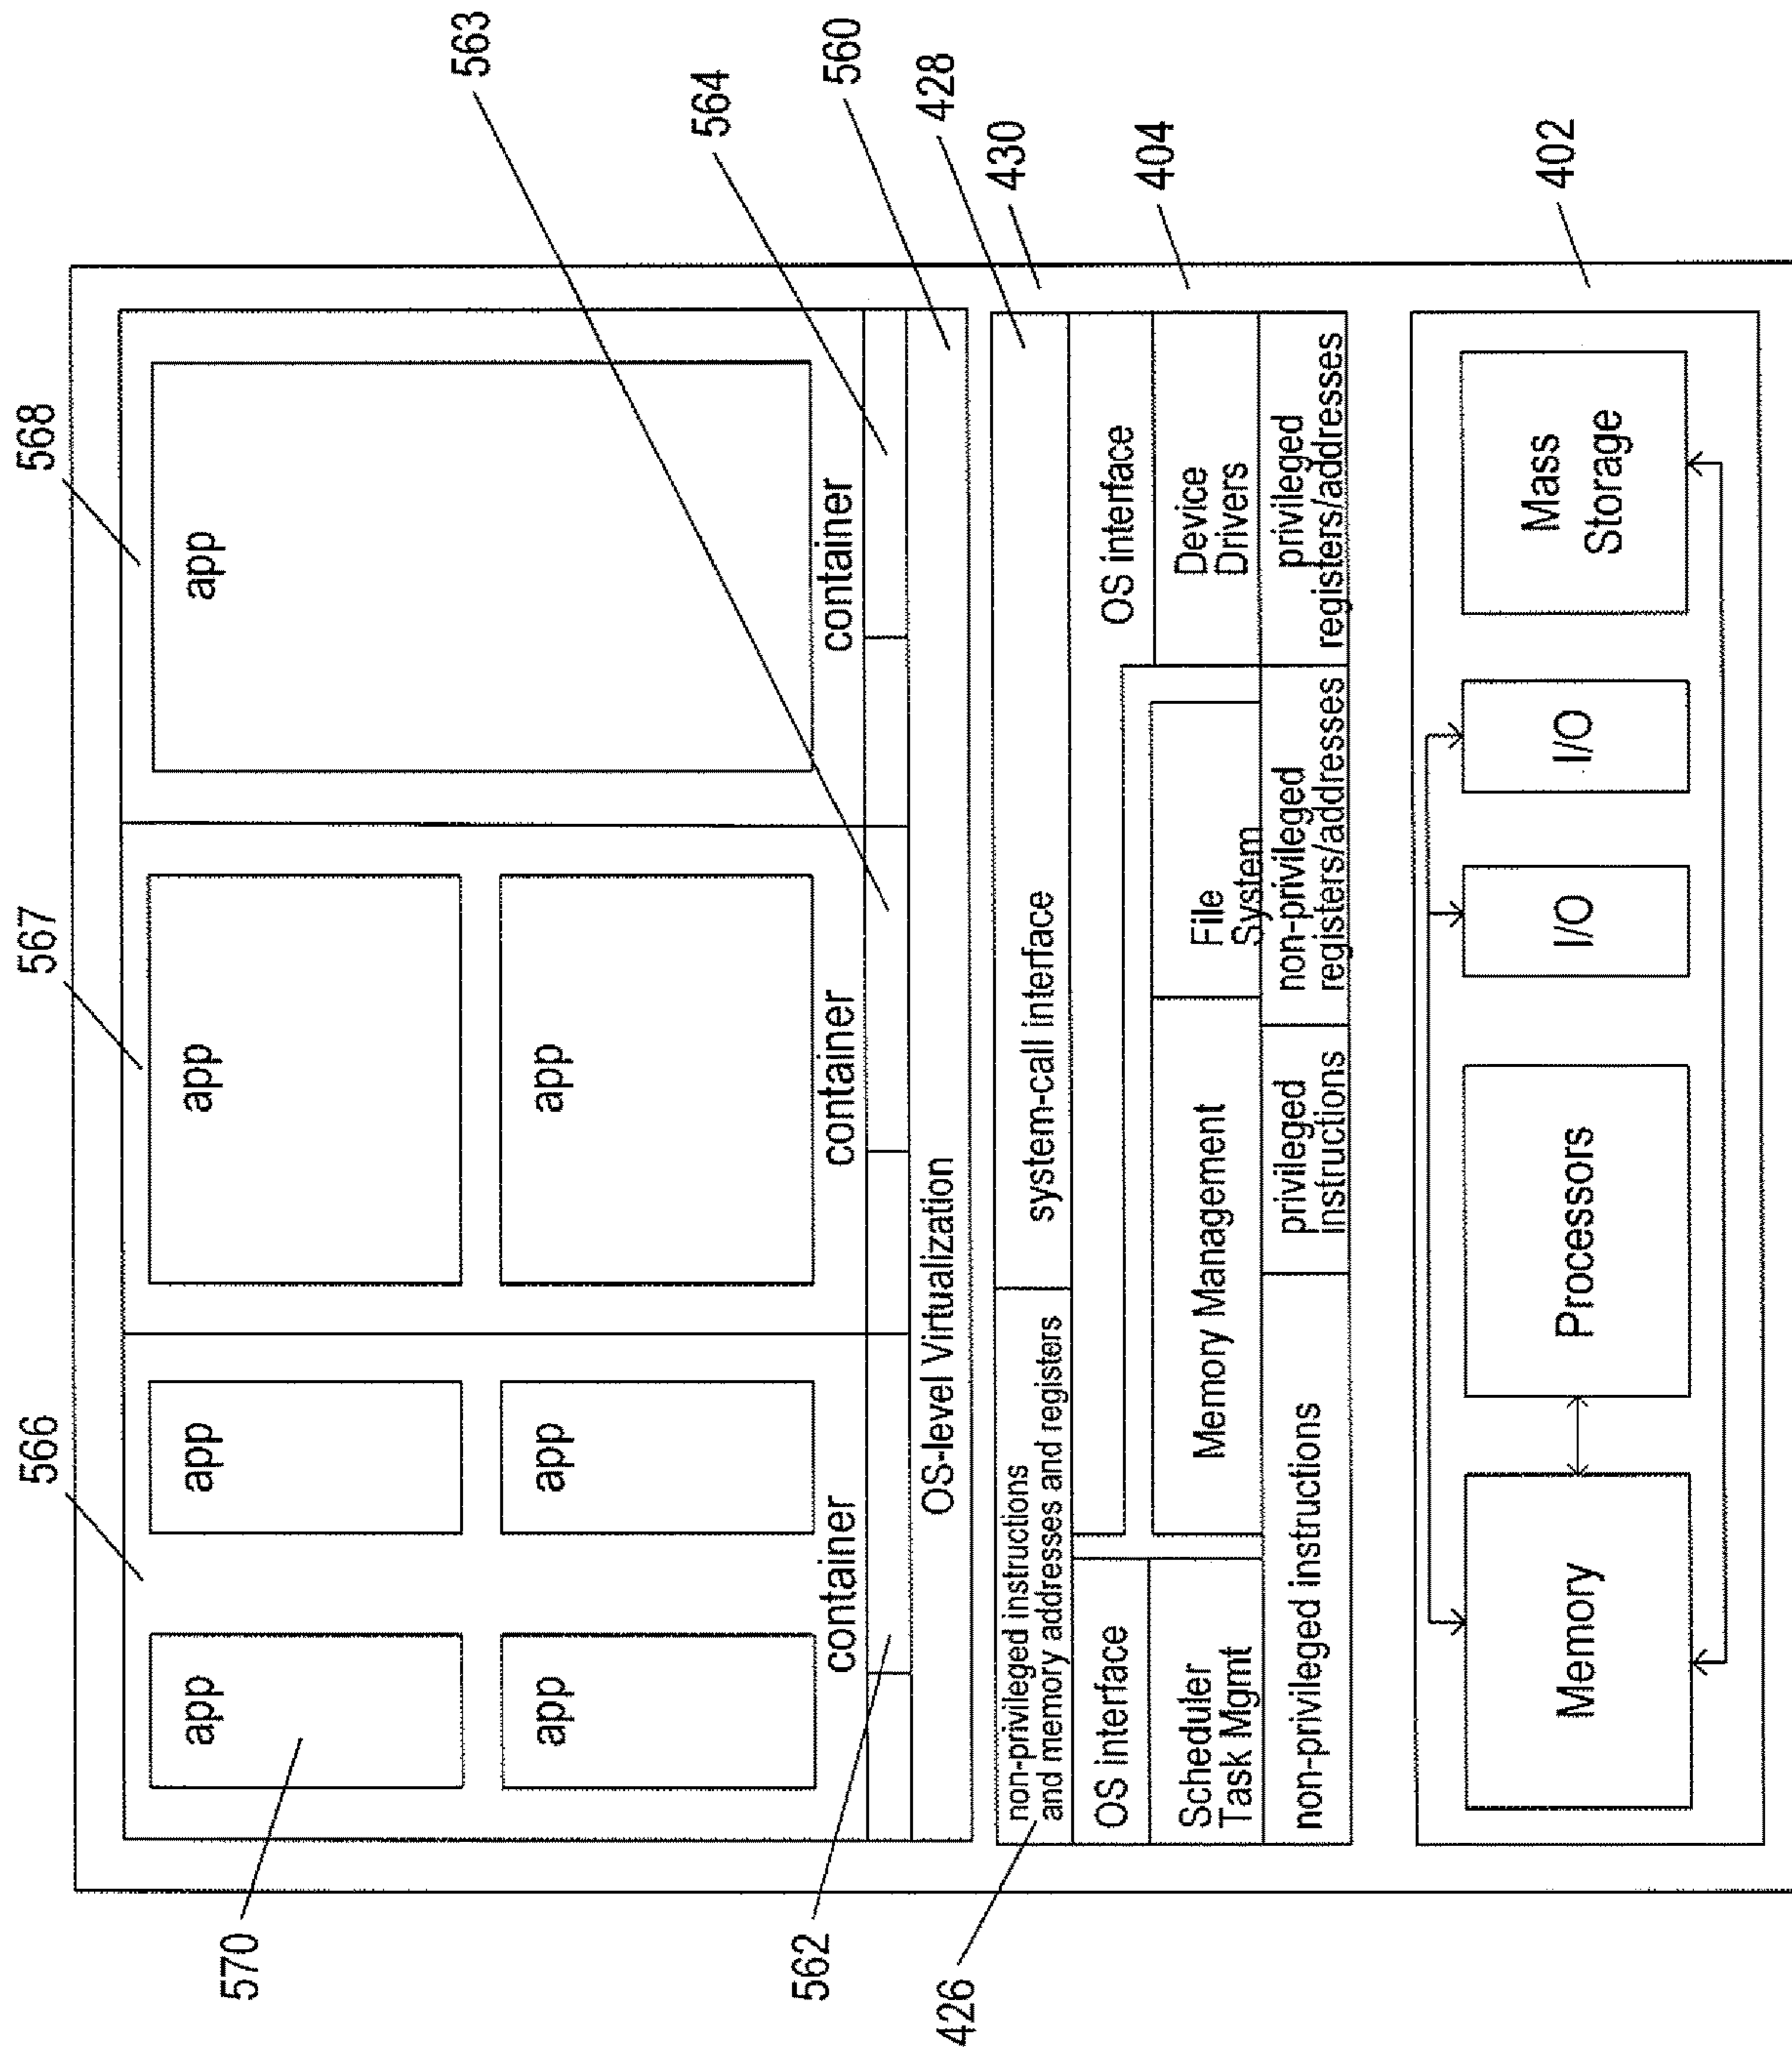 566
567
568
app
app
app
app
570
563
app
app
app
564
562
container
container
container
560
OS-level Virtualization
428
426
non-privileged instructions
and memory addresses and registers
system-call interface
430
OS interface
OS interface
404
Scheduler
Task Mgmt
Memory Management
File
System
Device
Drivers
non-privileged instructions
privileged
instructions
non-privileged
registers/addresses
privileged
registers/addresses
402
Memory
Processors
I/O
I/O
Mass
Storage